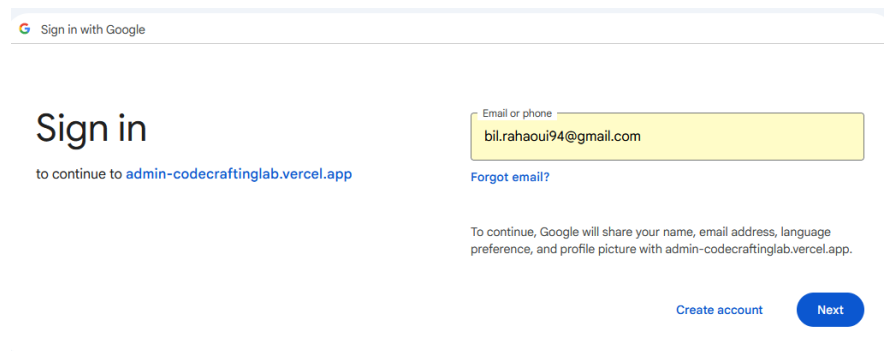 Sign in with Google
Sign in
to continue to admin-codecraftinglab.vercel.app
Email or phone
bil.rahaoui94@gmail.com
Forgot email?
To continue, Google will share your name, email address, language
preference, and profile picture with admin-codecraftinglab.vercel.app.
Create account
Next